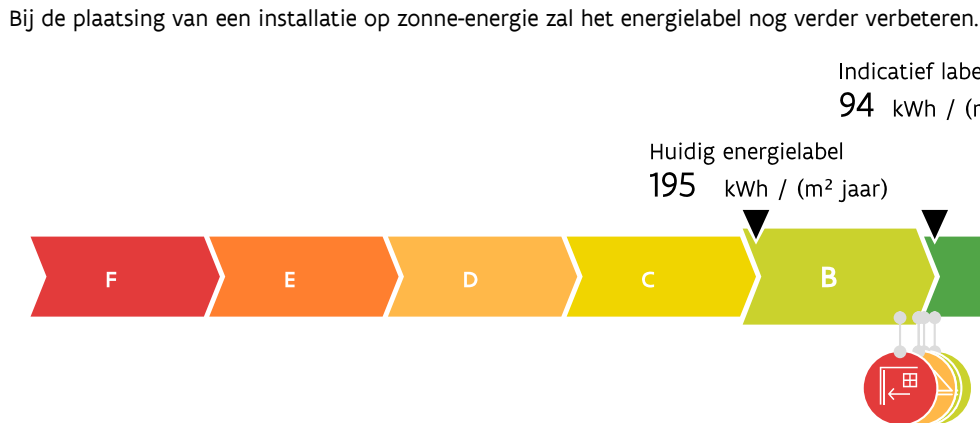 Bij de plaatsing van een installatie op zonne-energie zal het energielabel nog verder verbeteren.
Indicatief labe
94 kWh / (m
Huidig energielabel
195 kWh / (m² jaar)
F E D C B